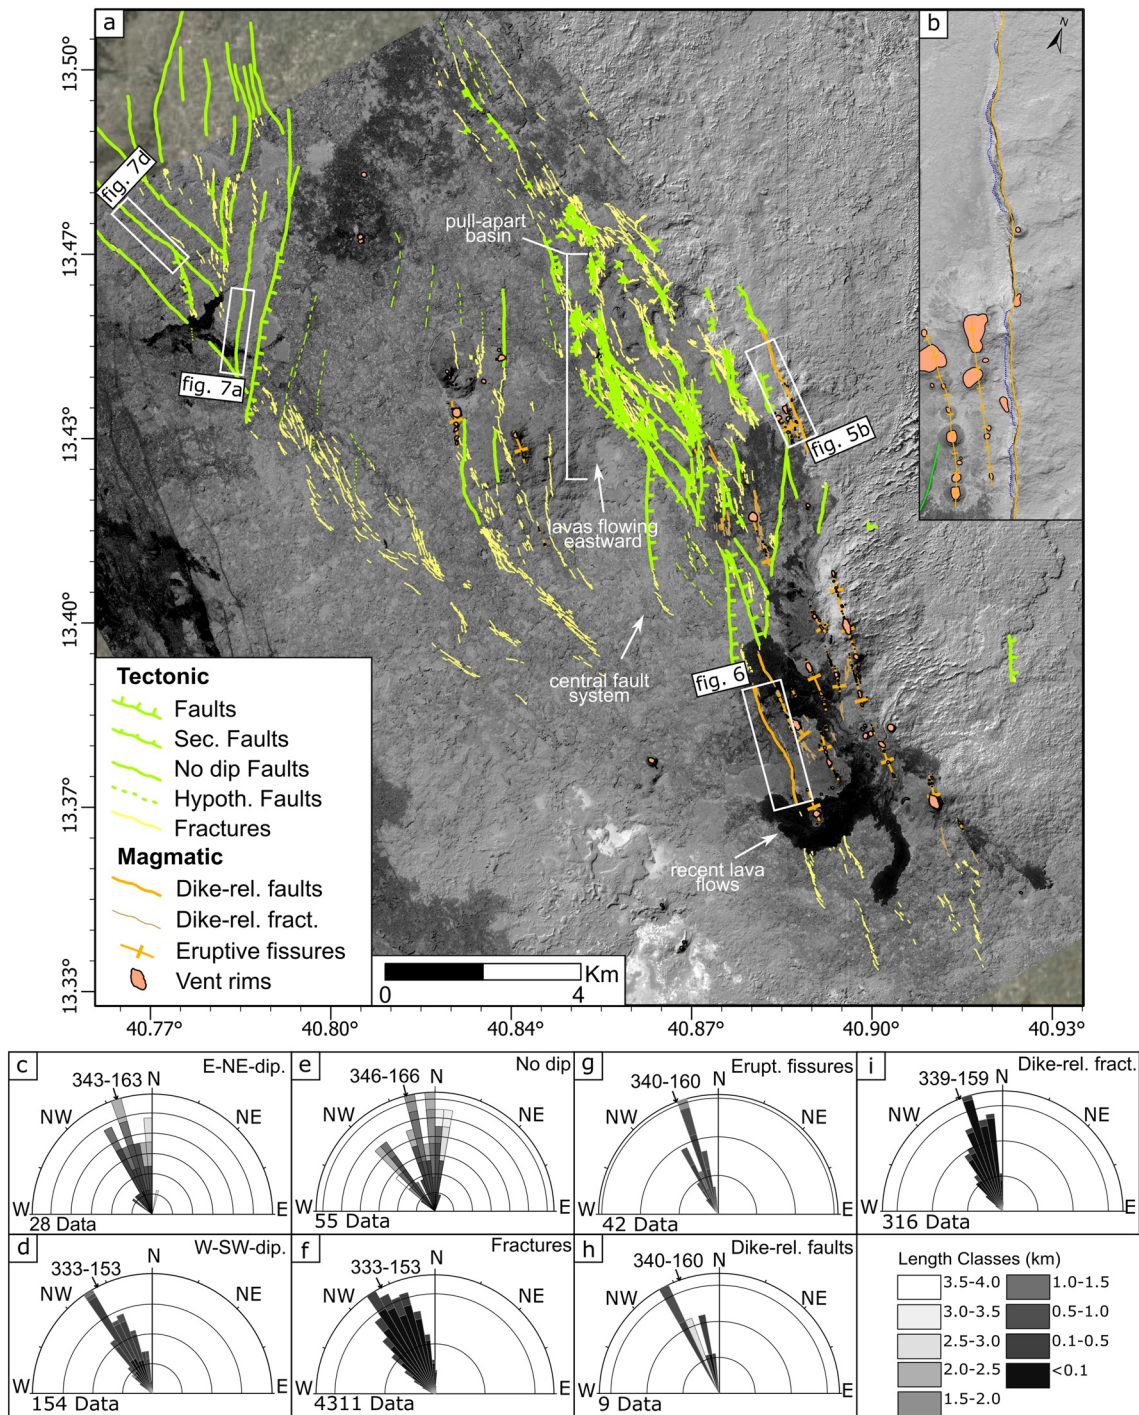 a
b
N
13.50°
13.47°
13.43°
13.40°
13.37°
13.33°
fig. 7d
fig. 7a
pull-apart
basin
fig. 5b
lavas flowing
eastward
central fault
system
fig. 6
recent lava
flows
Tectonic
Faults
Sec. Faults
No dip Faults
Hypoth. Faults
Fractures
Magmatic
Dike-rel. faults
Dike-rel. fract.
Eruptive fissures
Vent rims
Km
0
4
40.77°
40.80°
40.84°
40.87°
40.90°
40.93°
c
E-NE-dip.
343-163
N
NW
NE
W
E
28 Data
e
No dip
346-166
N
NW
NE
W
E
55 Data
g
Erupt. fissures
340-160
N
NW
NE
W
E
42 Data
i
Dike-rel. fract.
339-159
N
NW
NE
W
E
316 Data
d
W-SW-dip.
333-153
N
NW
NE
W
E
154 Data
f
Fractures
333-153
N
NW
NE
W
E
4311 Data
h
Dike-rel. faults
340-160
N
NW
NE
W
E
9 Data
Length Classes (km)
3.5-4.0
3.0-3.5
2.5-3.0
2.0-2.5
1.5-2.0
1.0-1.5
0.5-1.0
0.1-0.5
<0.1